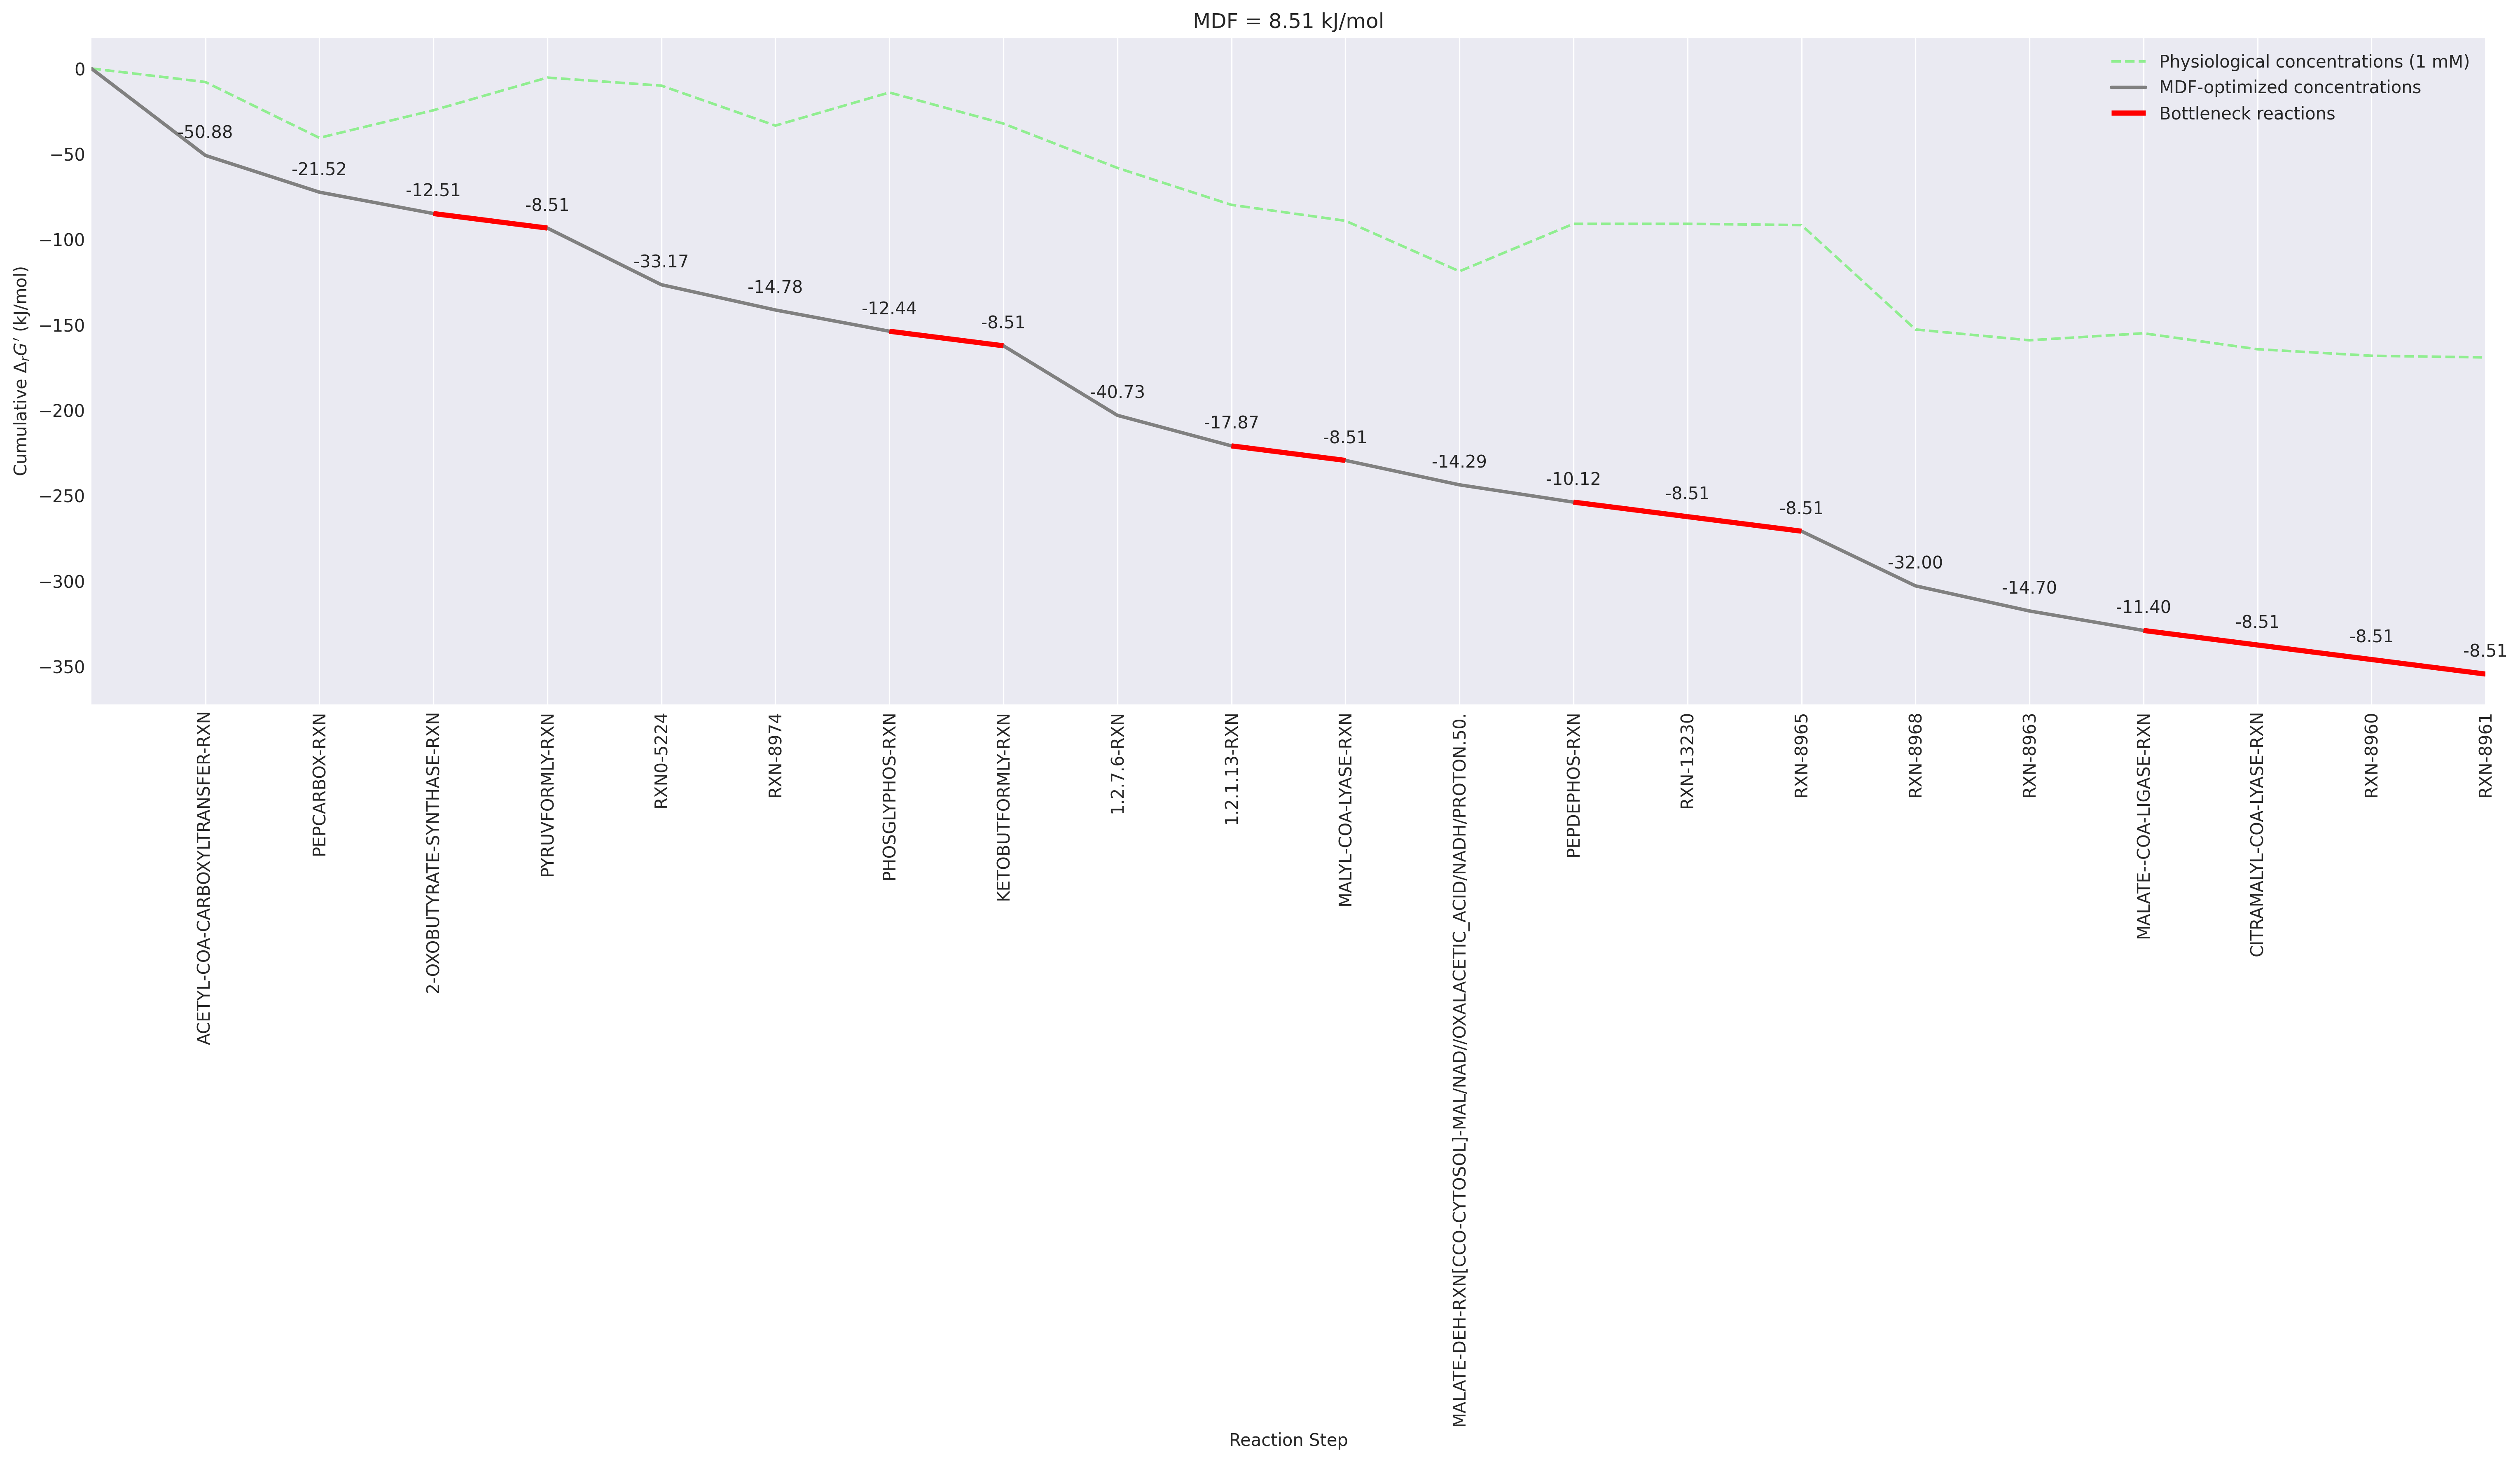 MDF = 8.51 kJ/mol
Physiological concentrations (1 mM)
MDF-optimized concentrations
Bottleneck reactions
Cumulative ΔrG′ (kJ/mol)
0
−50
−100
−150
−200
−250
−300
−350
-50.88
-21.52
-12.51
-8.51
-33.17
-14.78
-12.44
-8.51
-40.73
-17.87
-8.51
-14.29
-10.12
-8.51
-8.51
-32.00
-14.70
-11.40
-8.51
-8.51
-8.51
ACETYL-COA-CARBOXYLTRANSFER-RXN
PEPCARBOX-RXN
2-OXOBUTYRATE-SYNTHASE-RXN
PYRUVFORMLY-RXN
RXN0-5224
RXN-8974
PHOSGLYPHOS-RXN
KETOBUTFORMLY-RXN
1.2.7.6-RXN
1.2.1.13-RXN
MALYL-COA-LYASE-RXN
MALATE-DEH-RXN[CCO-CYTOSOL]-MAL/NAD//OXALACETIC_ACID/NADH/PROTON.50.
PEPDEPHOS-RXN
RXN-13230
RXN-8965
RXN-8968
RXN-8963
MALATE--COA-LIGASE-RXN
CITRAMALYL-COA-LYASE-RXN
RXN-8960
RXN-8961
Reaction Step